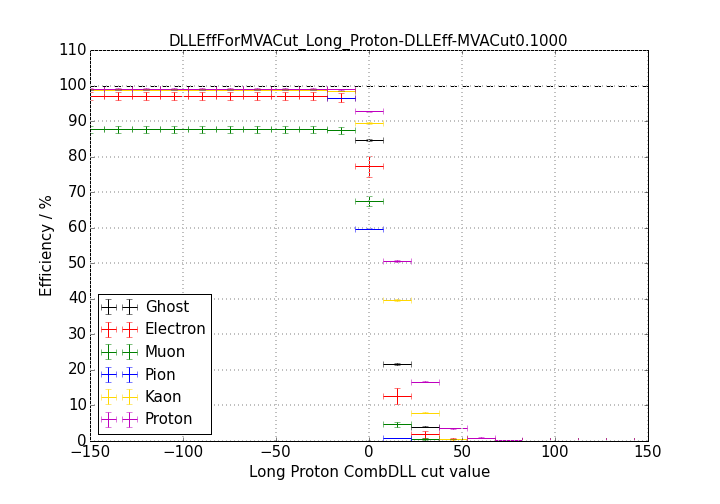 DLLEffForMVACut_Long_Proton-DLLEff-MVACut0.1000
110
100
90
80
70
60
50
40
30
20
10
0
Efficiency / %
Ghost
Electron
Muon
Pion
Kaon
Proton
−150 −100 −50 0 50 100 150
Long Proton CombDLL cut value